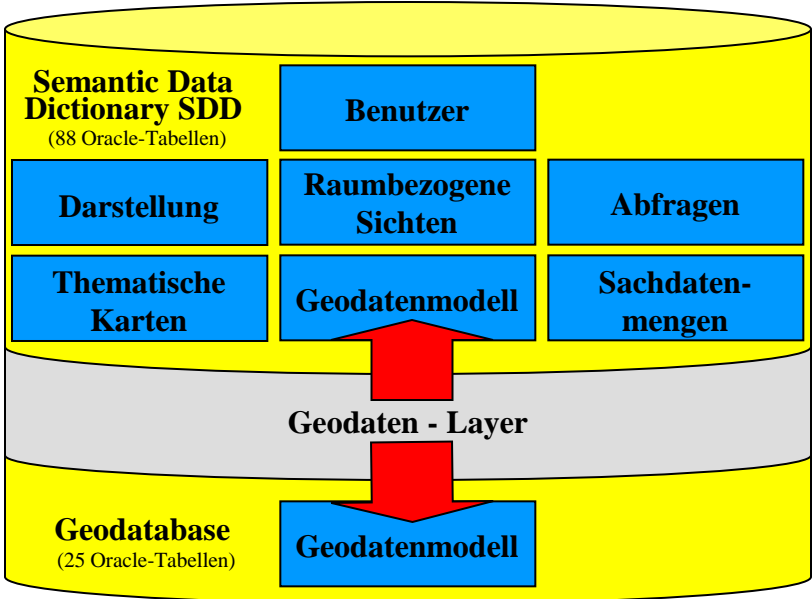 Semantic Data
Dictionary SDD
(88 Oracle-Tabellen)
Benutzer
Darstellung
Raumbezogene
Sichten
Abfragen
Thematische
Karten
Geodatenmodell
Sachdaten-
mengen
Geodaten - Layer
Geodatabase
(25 Oracle-Tabellen)
Geodatenmodell